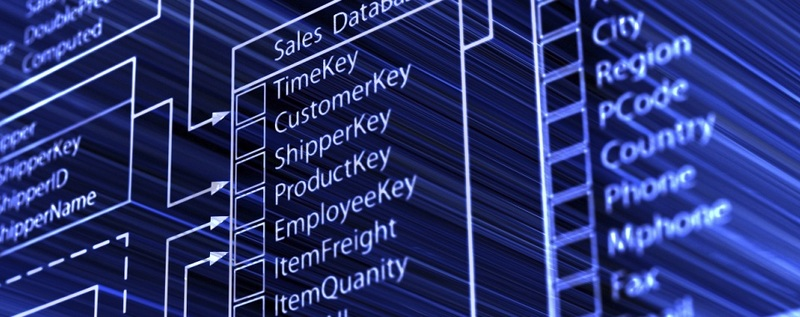 Computed
ShipperKey
ShipperID
ShipperName
Sales DataBas
TimeKey
CustomerKey
ShipperKey
ProductKey
EmployeeKey
ItemFreight
ItemQuanity
City
Region
PCode
Country
Phone
Mphone
Fax